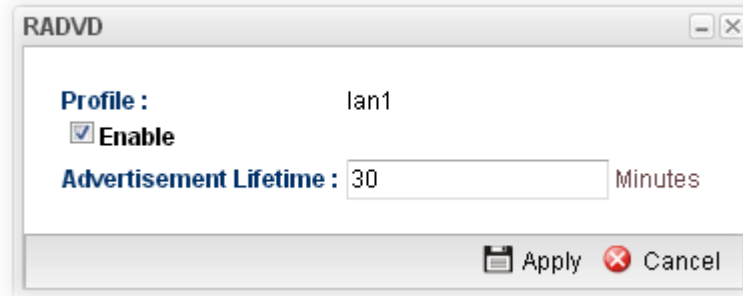 RADVD
Profile : lan1
Enable
Advertisement Lifetime : 30 Minutes
Apply Cancel